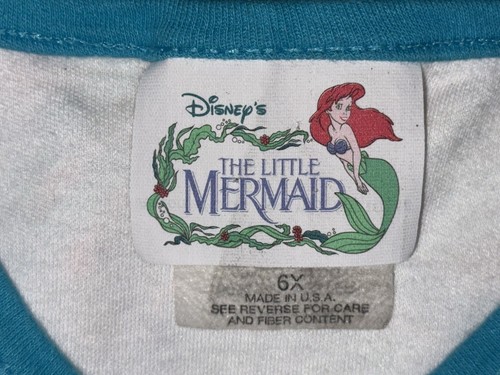 Disney's
THE LITTLE
MERMAID
6X
MADE IN U.S.A.
SEE REVERSE FOR CARE
AND FIBER CONTENT